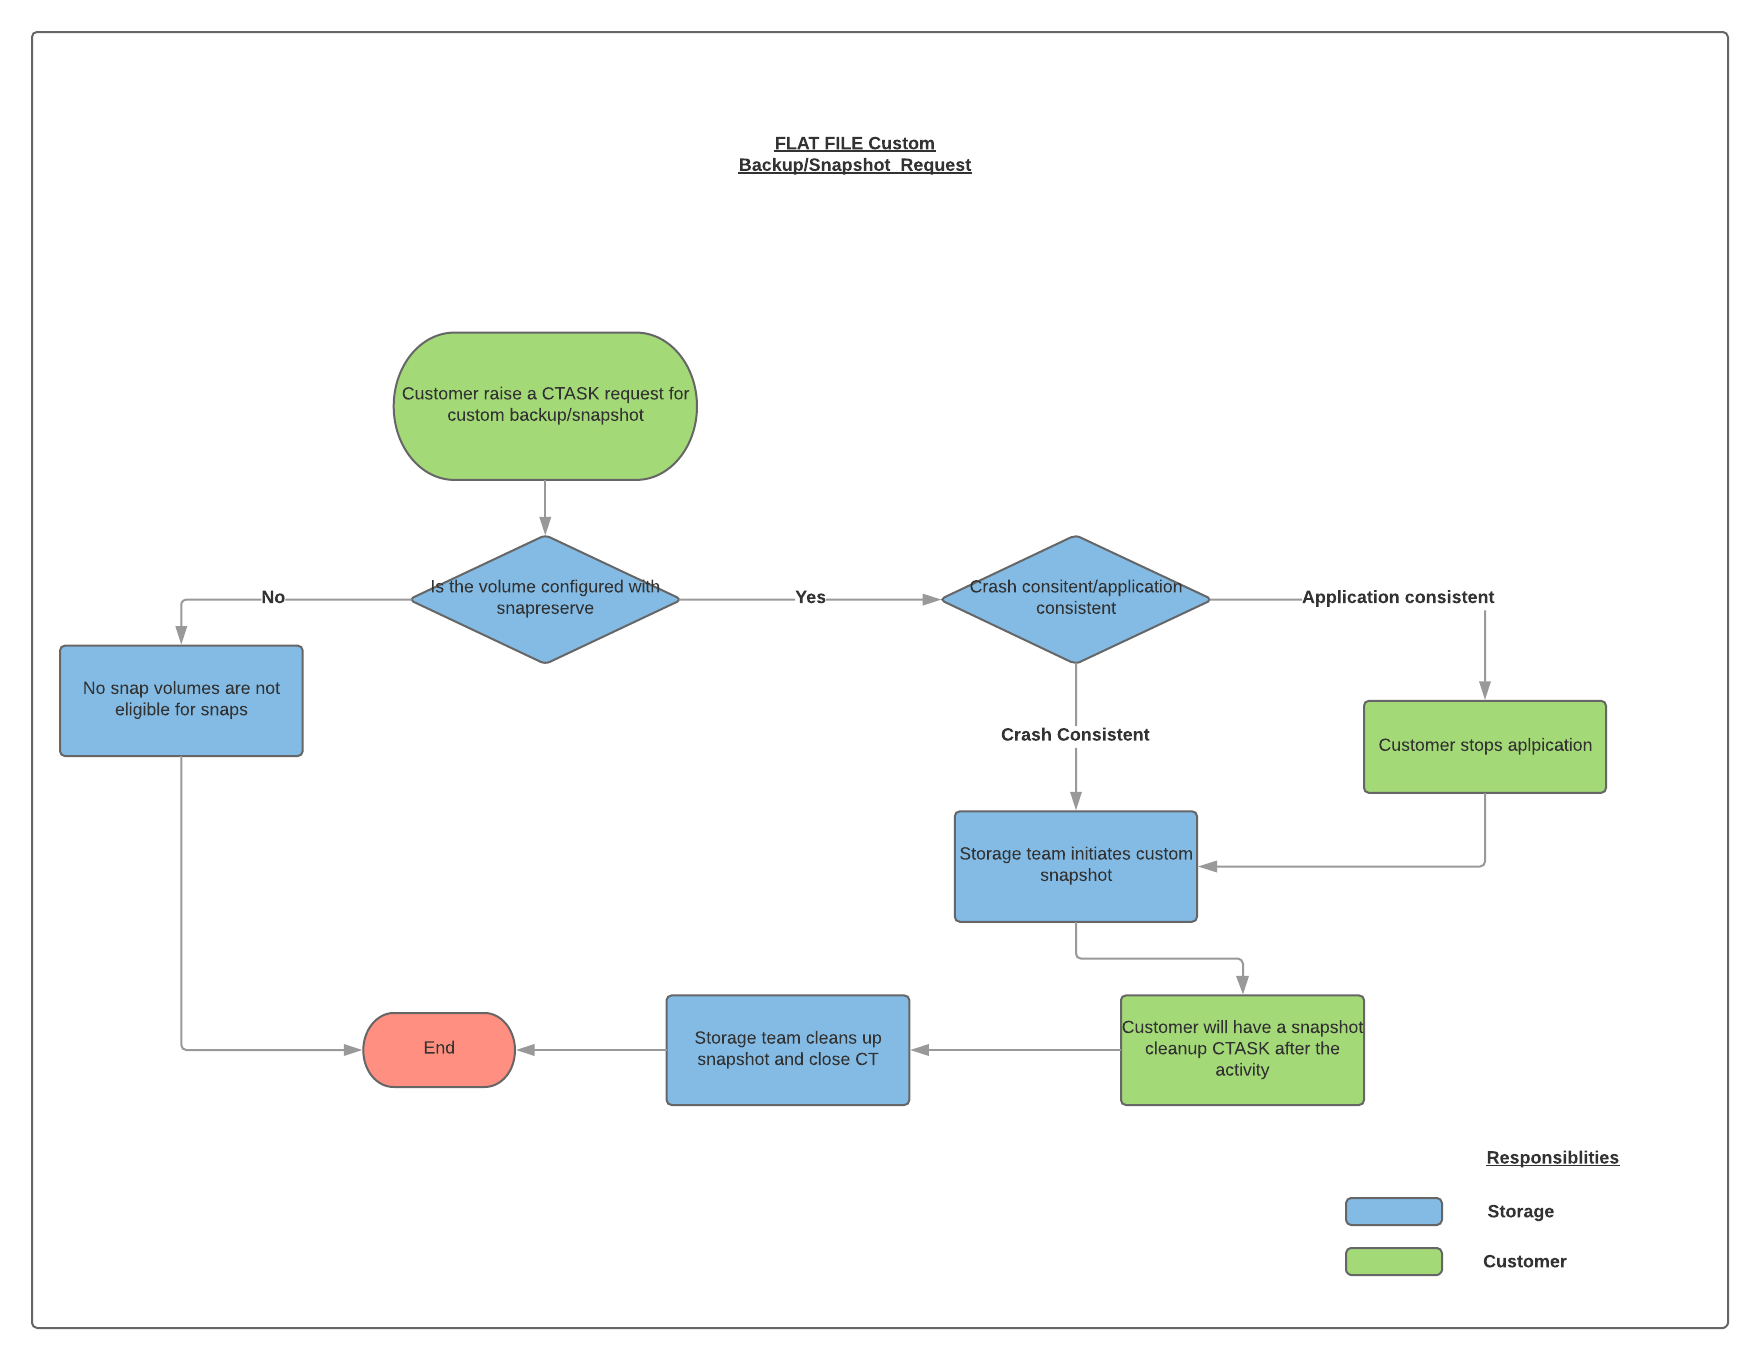 FLAT FILE Custom
Backup/Snapshot Request
Customer raise a CTASK request for
custom backup/snapshot
Is the volume configured with
snapreserve
No
Yes
Crash consitent/application
consistent
Application consistent
No snap volumes are not
eligible for snaps
Crash Consistent
Customer stops aplpication
Storage team initiates custom
snapshot
Customer will have a snapshot
cleanup CTASK after the
activity
Storage team cleans up
snapshot and close CT
End
Responsiblities
Storage
Customer